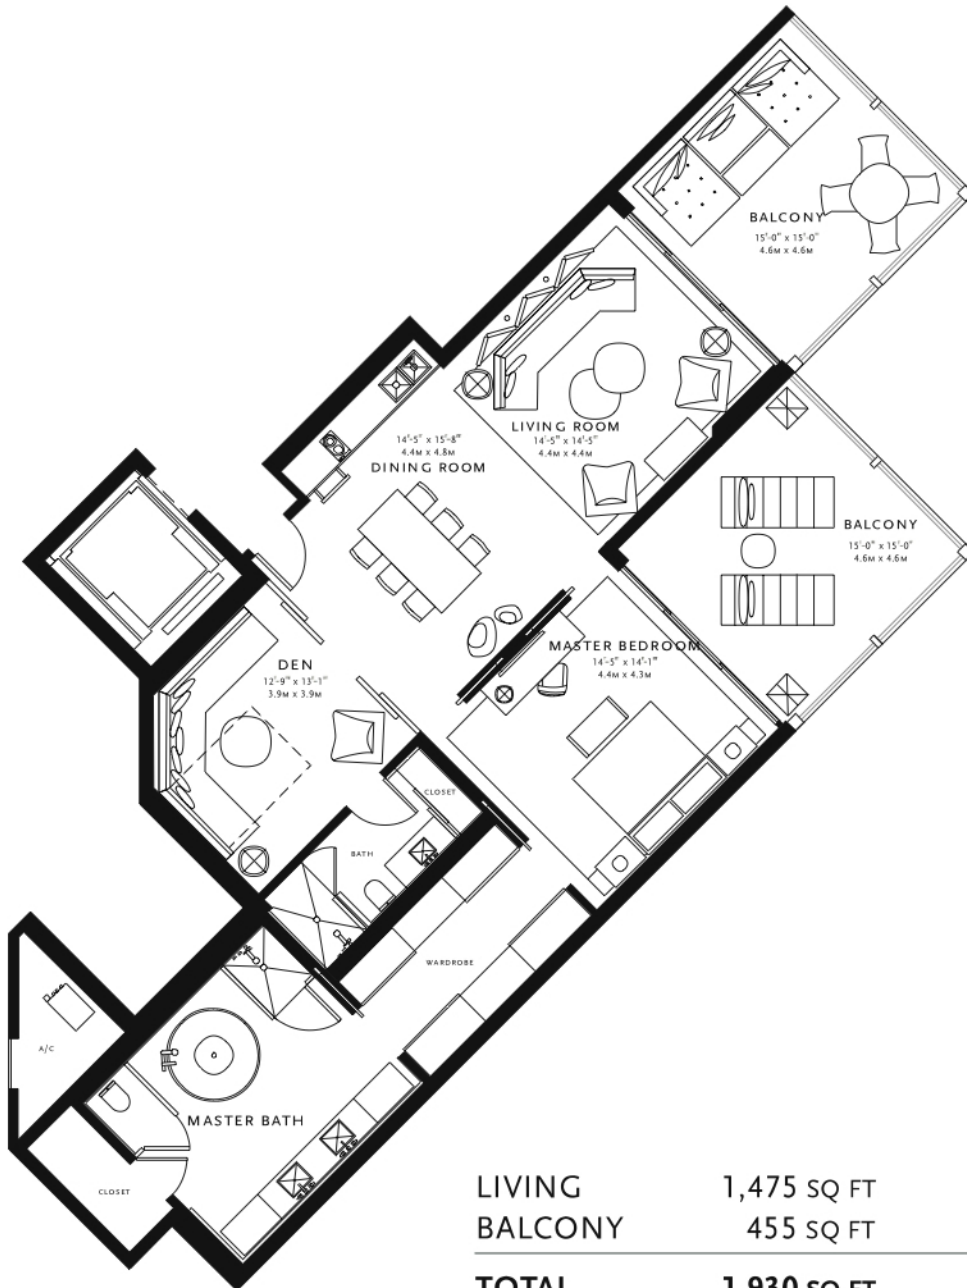 BALCONY
15'-0" x 15'-0"
4.6M x 4.6M
LIVING ROOM
14'-5" x 14'-5"
4.4M x 4.4M
14'-5" x 15'-8"
4.4M x 4.8M
DINING ROOM
BALCONY
15'-0" x 15'-0"
4.6M x 4.6M
MASTER BEDROOM
14'-5" x 14'-1"
4.4M x 4.3M
DEN
12'-9" x 13'-1"
3.9M x 3.9M
CLOSET
BATH
WARDROBE
A/C
MASTER BATH
CLOSET
LIVING 1,475 SQ FT
BALCONY 455 SQ FT
TOTAL 1,930 SQ FT